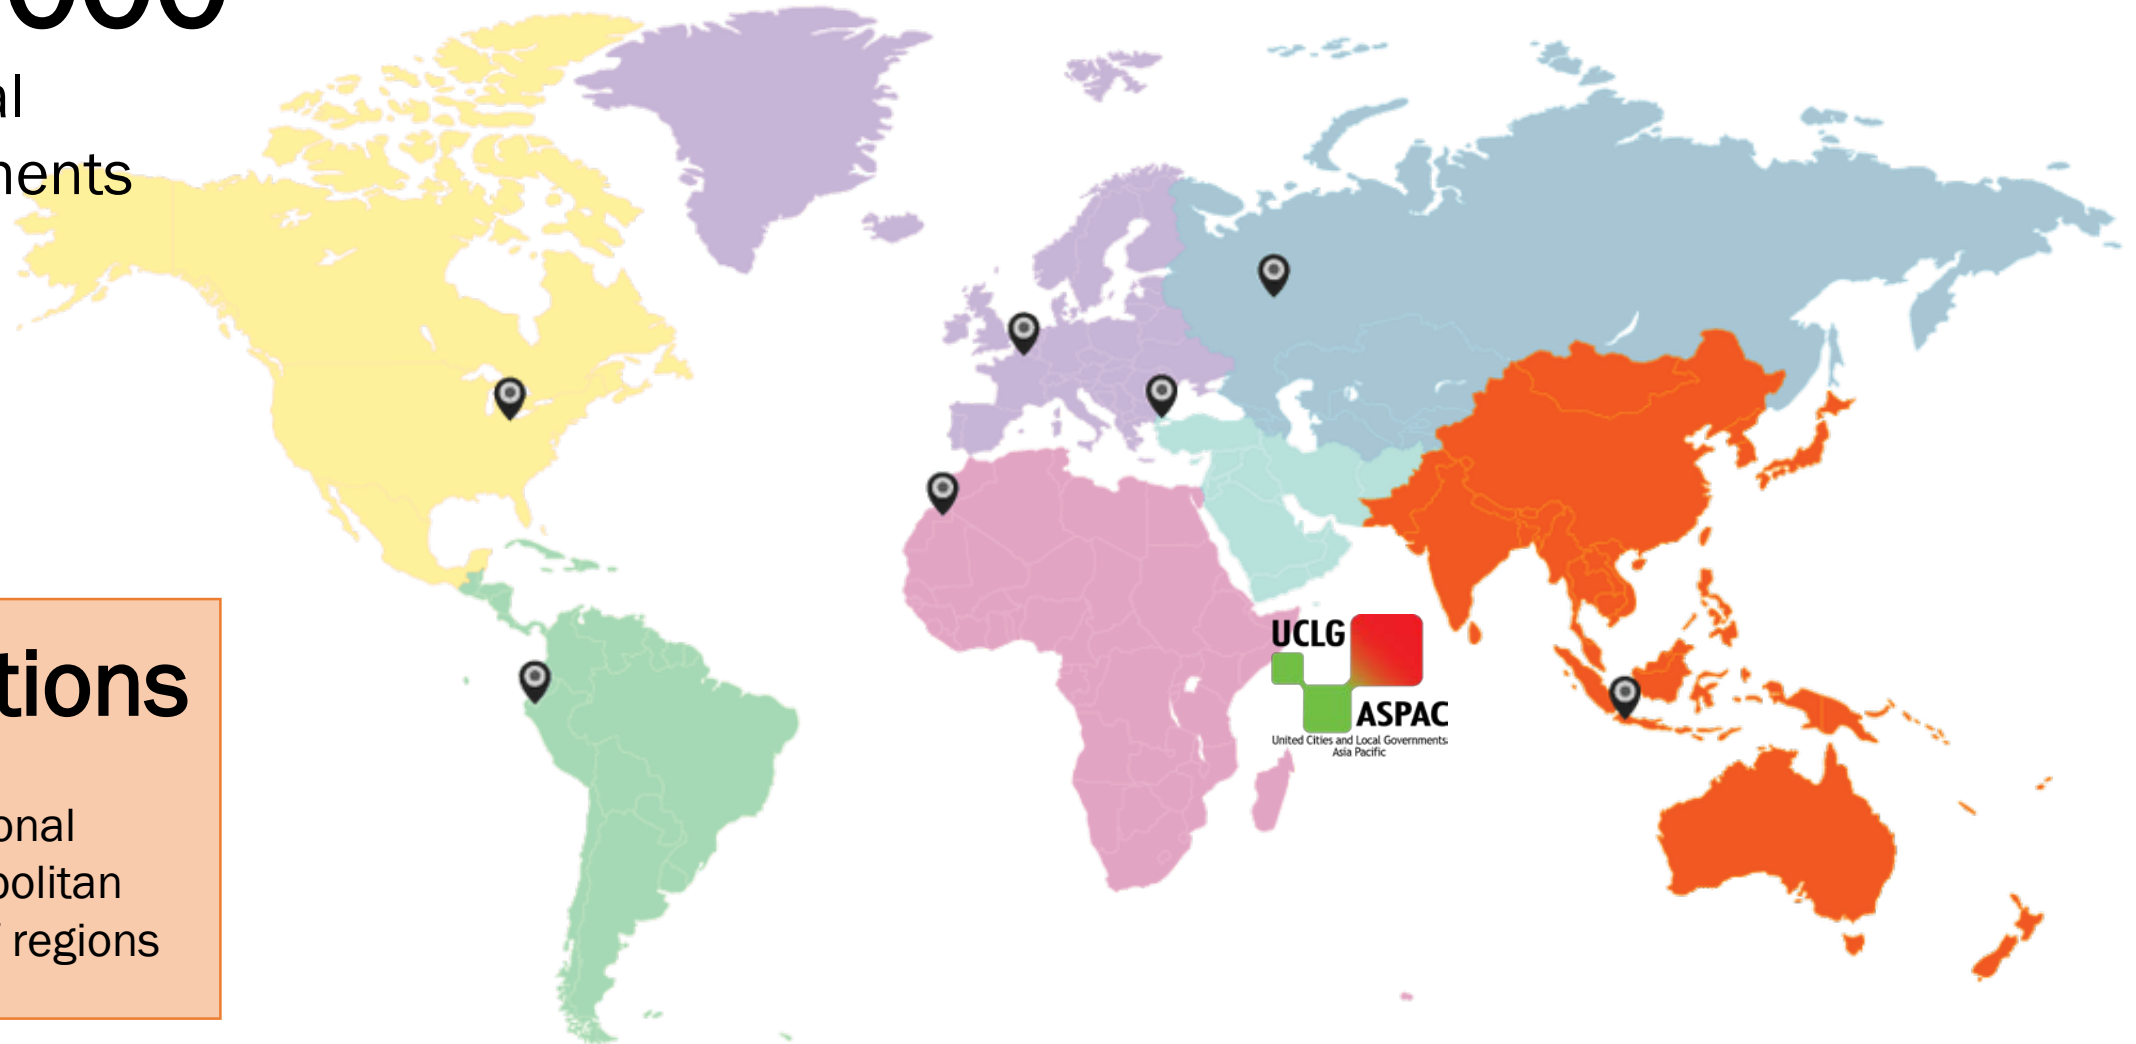 000
al
nents
tions
onal
politan
regions
UCLG
ASPAC
United Cities and Local Governments
Asia Pacific